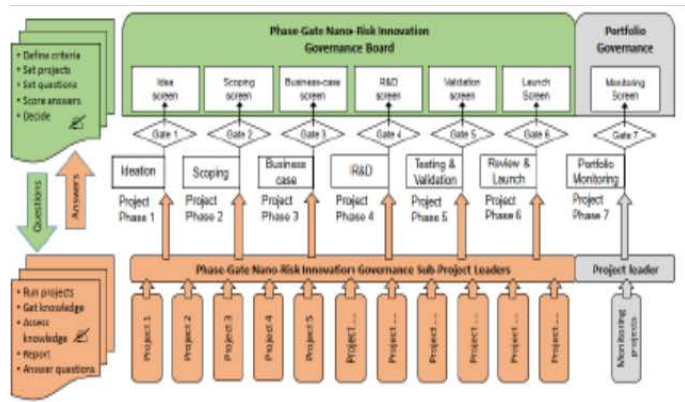 Phase-Gate Nano-Risk Innovation
Governance Board
Portfolio
Governance
• Define criteria
• Set projects
• Set questions
• Score answers
• Decide
Idea
screen
Scoping
screen
Business-case
screen
R&D
screen
Validation
screen
Launch
Screen
Monitoring
Screen
Gate 1
Gate 2
Gate 3
Gate 4
Gate 5
Gate 6
Gate 7
Ideation
Scoping
Business
case
R&D
Testing &
Validation
Review &
Launch
Portfolio
Monitoring
Project
Phase 1
Project
Phase 2
Project
Phase 3
Project
Phase 4
Project
Phase 5
Project
Phase 6
Project
Phase 7
Questions
Answers
Phase-Gate Nano-Risk Innovation Governance Sub-Project Leaders
Project leader
• Run projects
• Get knowledge
• Assess
knowledge
• Report
• Answer questions
Project 1
Project 2
Project 3
Project 4
Project 5
Project ...
Project ...
Project ...
Project ...
Project ...
Project ...
Monitoring
projects